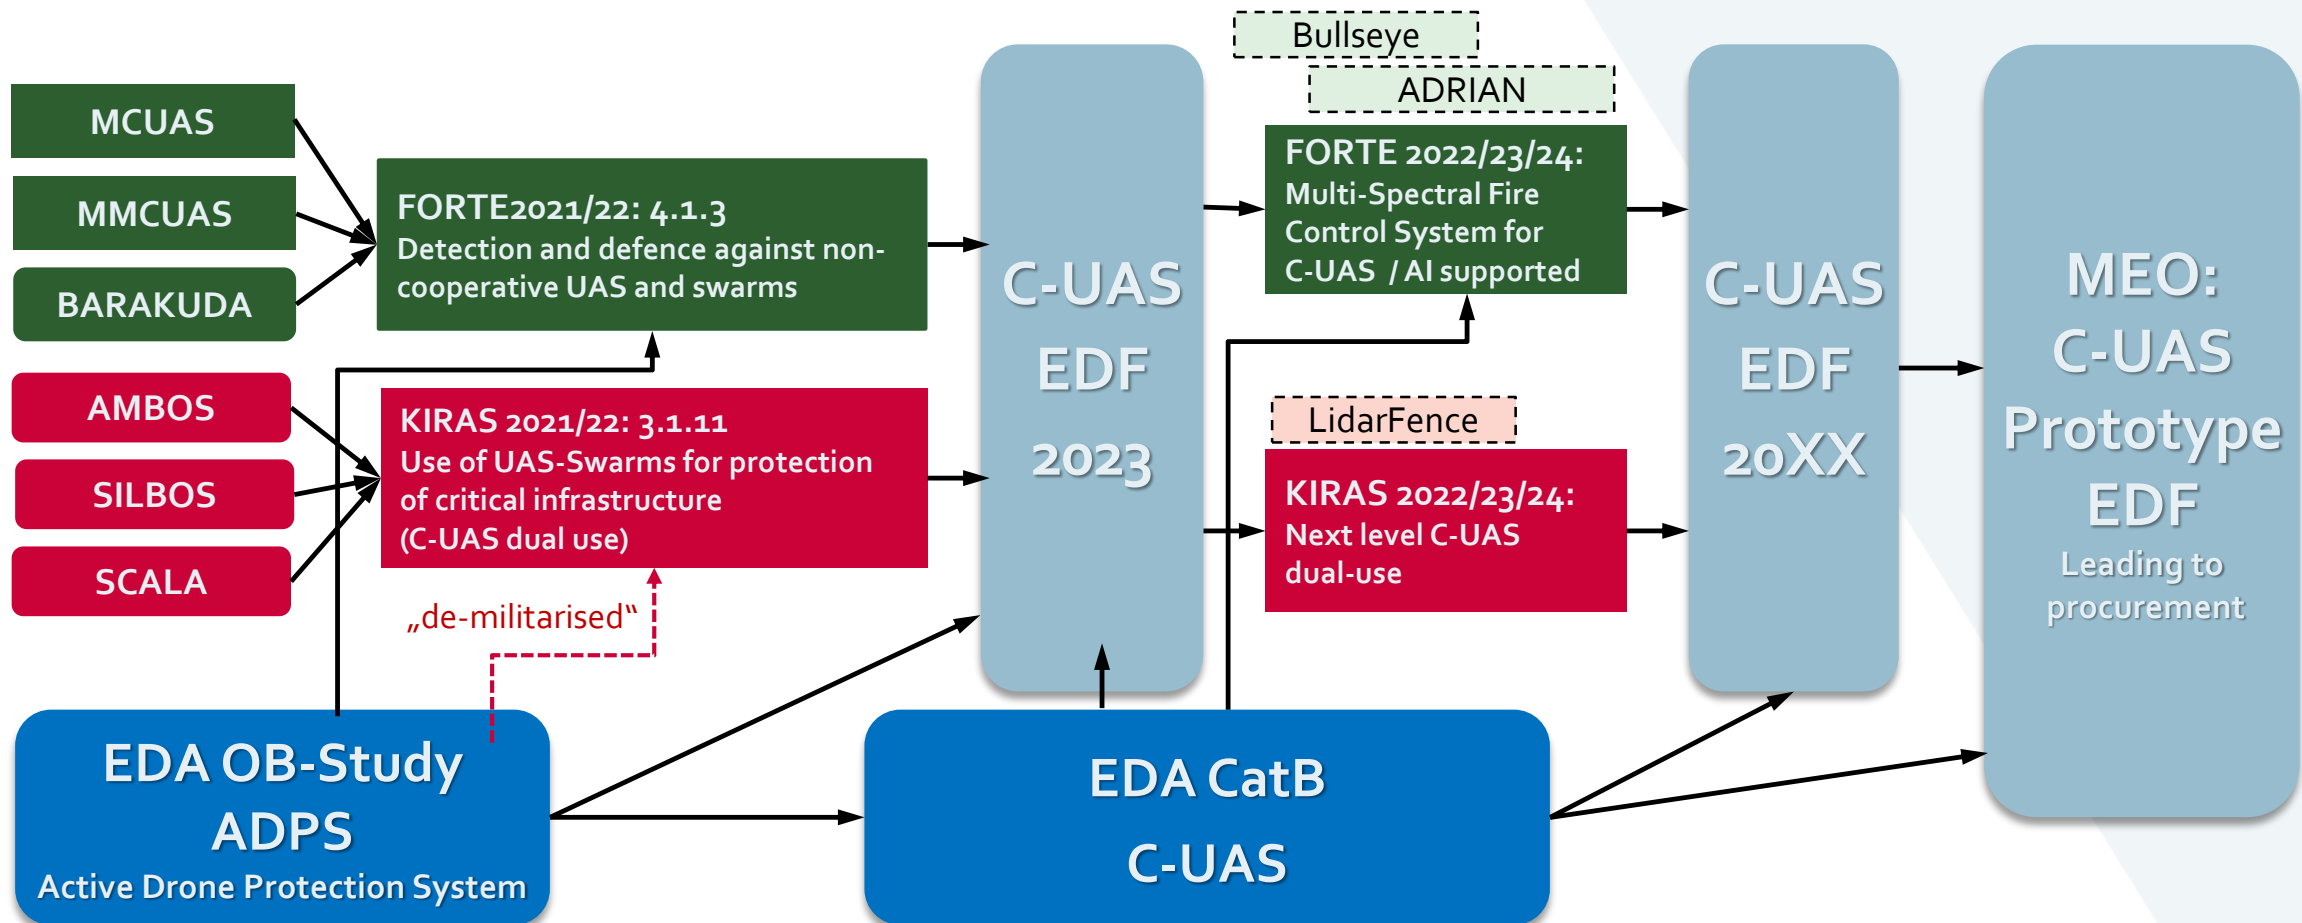 Bullseye
ADRIAN
MCUAS
MMCUAS
BARAKUDA
AMBOS
SILBOS
SCALA
FORTE2021/22: 4.1.3
Detection and defence against non-
cooperative UAS and swarms
KIRAS 2021/22: 3.1.11
Use of UAS-Swarms for protection
of critical infrastructure
(C-UAS dual use)
„de-militarised“
C-UAS
EDF
2023
FORTE 2022/23/24:
Multi-Spectral Fire
Control System for
C-UAS / AI supported
LidarFence
KIRAS 2022/23/24:
Next level C-UAS
dual-use
C-UAS
EDF
20XX
MEO:
C-UAS
Prototype
EDF
Leading to
procurement
EDA OB-Study
ADPS
Active Drone Protection System
EDA CatB
C-UAS